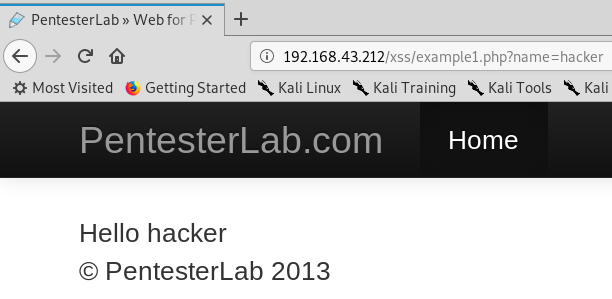 PentesterLab » Web for P
192.168.43.212/xss/example1.php?name=hacker
Most Visited Getting Started Kali Linux Kali Training Kali Tools Kali
PentesterLab.com Home
Hello hacker
© PentesterLab 2013